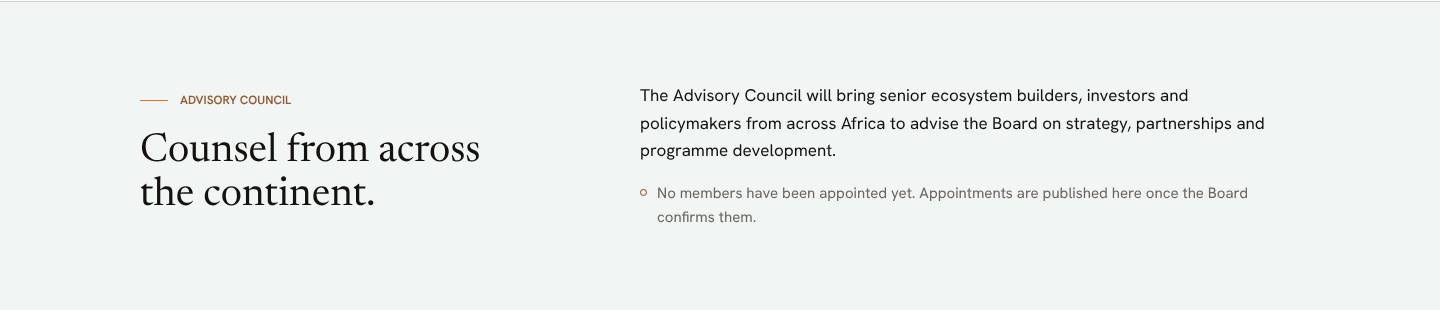 ADVISORY COUNCIL
Counsel from across
the continent.
The Advisory Council will bring senior ecosystem builders, investors and
policymakers from across Africa to advise the Board on strategy, partnerships and
programme development.
No members have been appointed yet. Appointments are published here once the Board
confirms them.